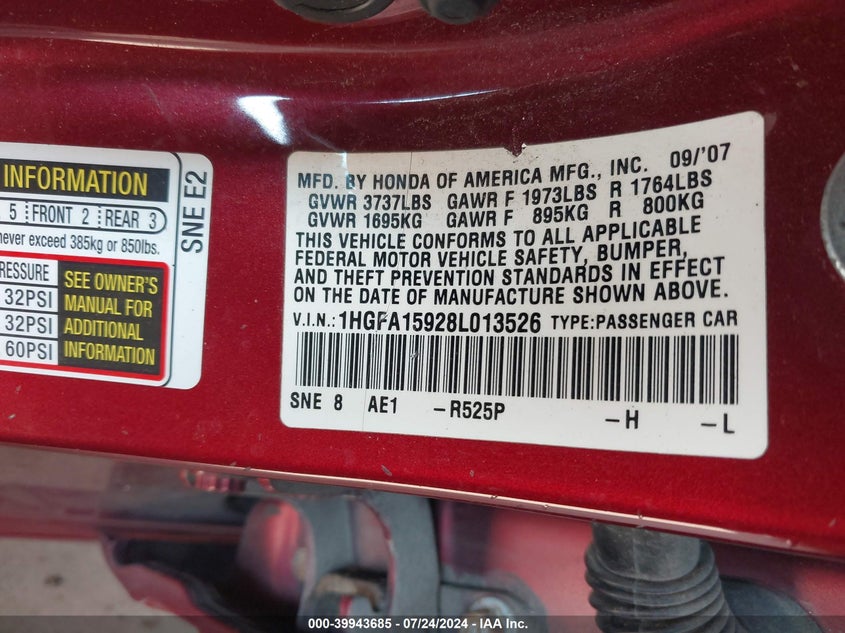 INFORMATION
5 FRONT 2 REAR 3
never exceed 385kg or 850lbs.
PRESSURE
32PSI
32PSI
60PSI
SEE OWNER'S
MANUAL FOR
ADDITIONAL
INFORMATION
SNE E2
MFD. BY HONDA OF AMERICA MFG., INC. 09/'07
GVWR 3737LBS GAWR F 1973LBS R 1764LBS
GVWR 1695KG GAWR F 895KG R 800KG
THIS VEHICLE CONFORMS TO ALL APPLICABLE
FEDERAL MOTOR VEHICLE SAFETY, BUMPER,
AND THEFT PREVENTION STANDARDS IN EFFECT
ON THE DATE OF MANUFACTURE SHOWN ABOVE.
V.I.N.: 1HGFA15928L013526 TYPE:PASSENGER CAR
SNE 8 AE1 -R525P -H -L
000-39943685 - 07/24/2024 - IAA Inc.